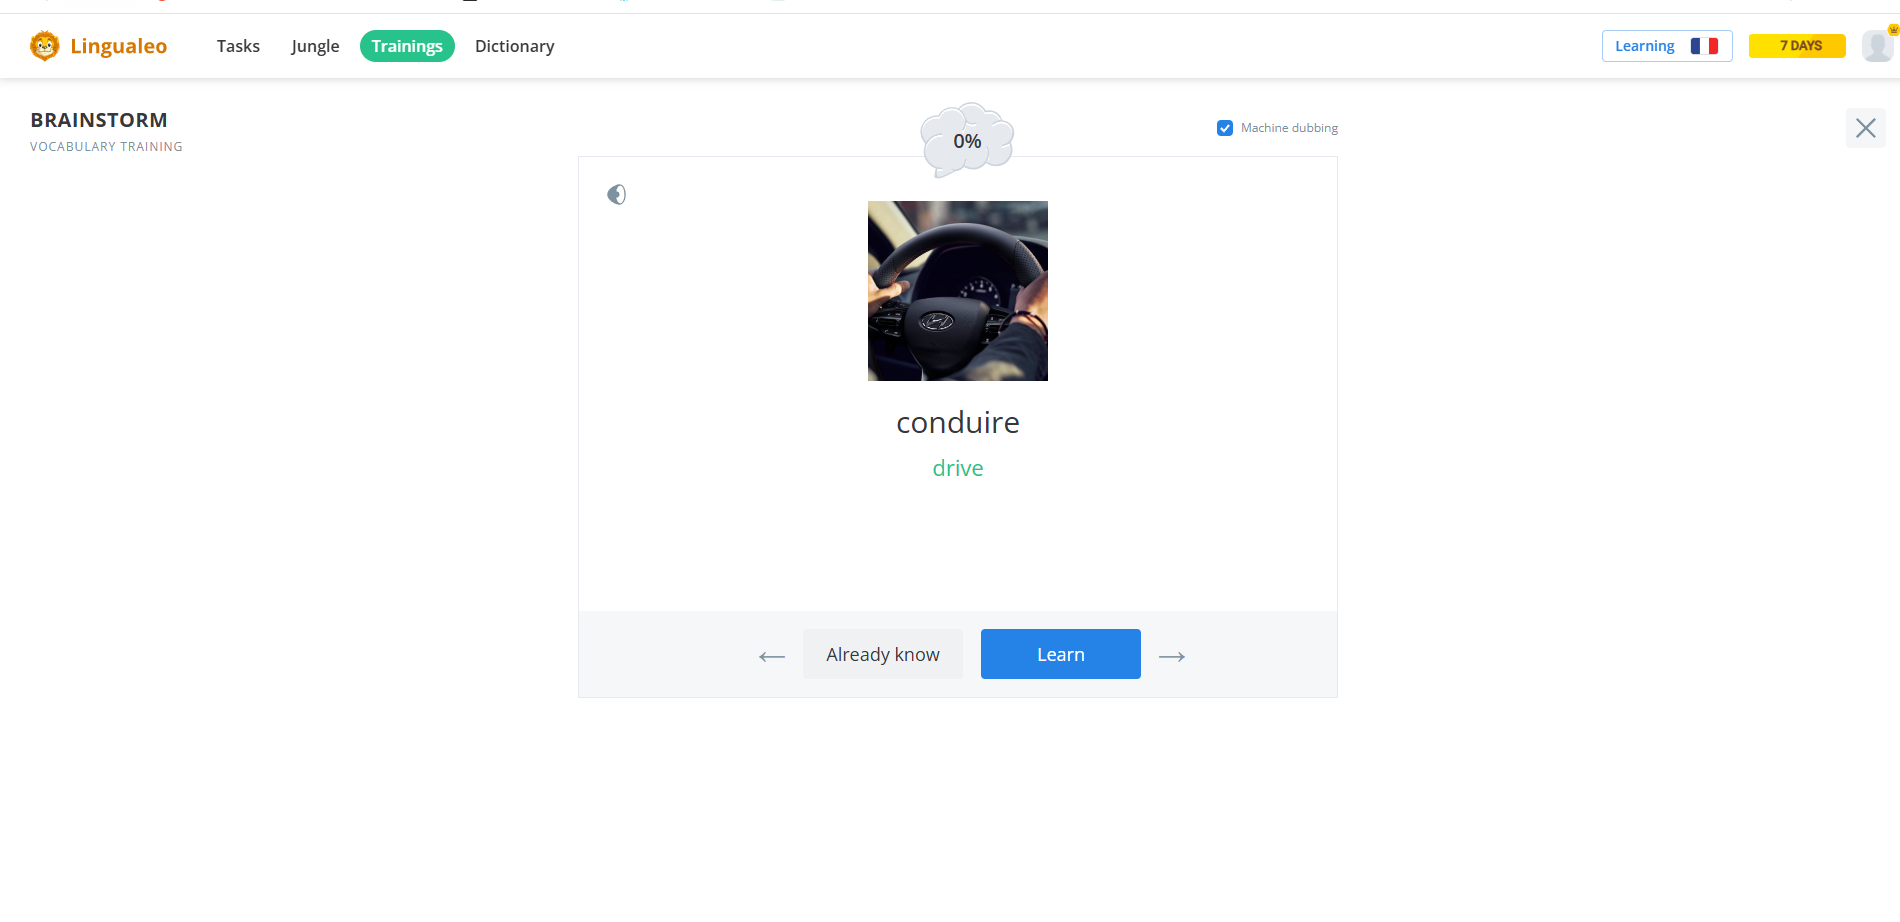 Lingualeo
Tasks
Jungle
Trainings
Dictionary
Learning
7 DAYS
BRAINSTORM
VOCABULARY TRAINING
0%
Machine dubbing
conduire
drive
Already know
Learn